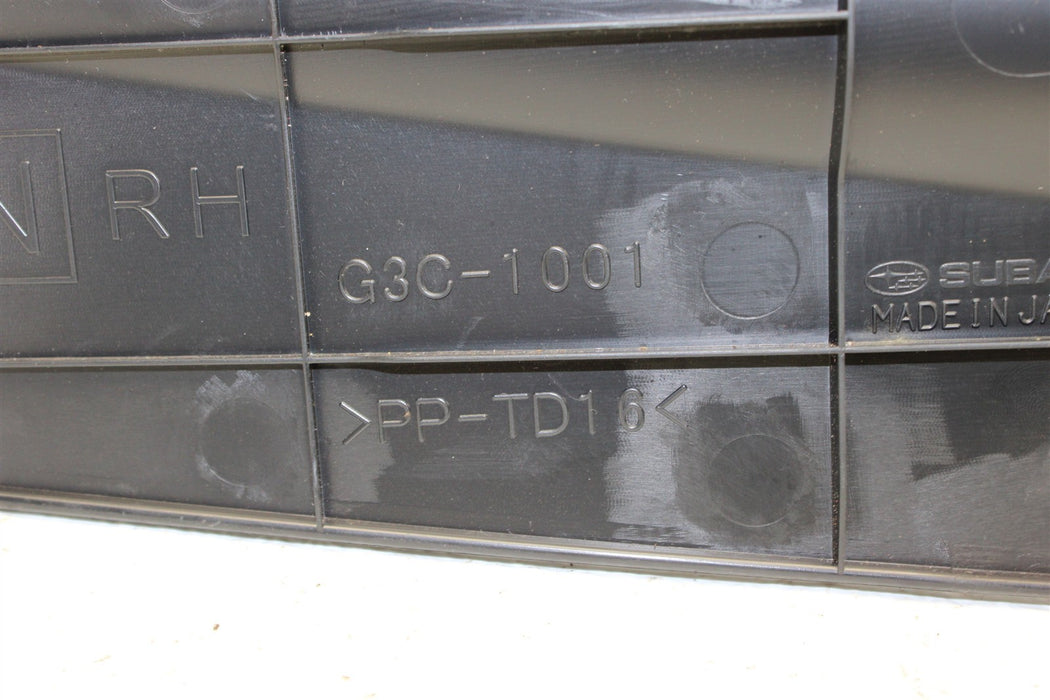 N RH
G3C-1001
SUBA
MADE IN JA
>PP-TD16<